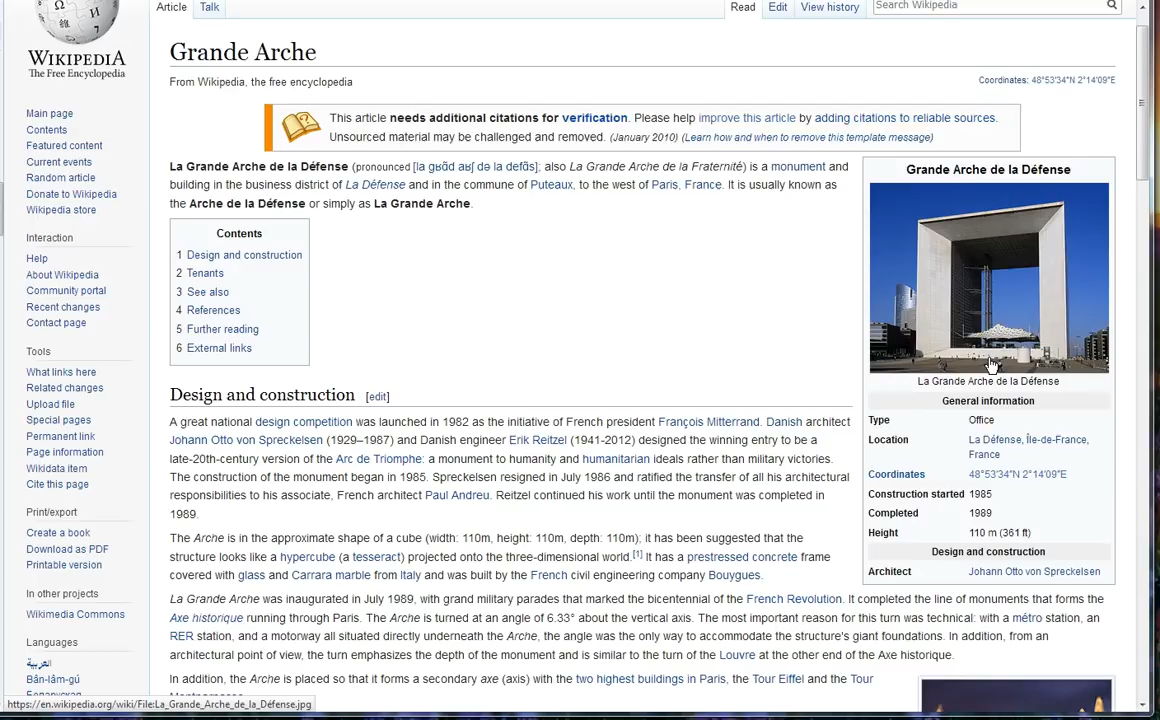 Article
Talk
Read
Edit
View history
Search Wikipedia
WIKIPEDIA
The Free Encyclopedia
Main page
Contents
Featured content
Current events
Random article
Donate to Wikipedia
Wikipedia store
Interaction
Help
About Wikipedia
Community portal
Recent changes
Contact page
Tools
What links here
Related changes
Upload file
Special pages
Permanent link
Page information
Wikidata item
Cite this page
Print/export
Create a book
Download as PDF
Printable version
In other projects
Wikimedia Commons
Languages
العربية
Bân-lâm-gú
Беларуская
Grande Arche
From Wikipedia, the free encyclopedia
Coordinates: 48°53′34″N 2°14′09″E
This article needs additional citations for verification. Please help improve this article by adding citations to reliable sources.
Unsourced material may be challenged and removed. (January 2010) (Learn how and when to remove this template message)
La Grande Arche de la Défense (pronounced [la ɡʁɑ̃d aʁʃ də la defɑ̃s]; also La Grande Arche de la Fraternité) is a monument and
building in the business district of La Défense and in the commune of Puteaux, to the west of Paris, France. It is usually known as
the Arche de la Défense or simply as La Grande Arche.
Contents
1 Design and construction
2 Tenants
3 See also
4 References
5 Further reading
6 External links
Design and construction [edit]
A great national design competition was launched in 1982 as the initiative of French president François Mitterrand. Danish architect
Johann Otto von Spreckelsen (1929–1987) and Danish engineer Erik Reitzel (1941-2012) designed the winning entry to be a
late-20th-century version of the Arc de Triomphe: a monument to humanity and humanitarian ideals rather than military victories.
The construction of the monument began in 1985. Spreckelsen resigned in July 1986 and ratified the transfer of all his architectural
responsibilities to his associate, French architect Paul Andreu. Reitzel continued his work until the monument was completed in
1989.
The Arche is in the approximate shape of a cube (width: 110m, height: 110m, depth: 110m); it has been suggested that the
structure looks like a hypercube (a tesseract) projected onto the three-dimensional world.[1] It has a prestressed concrete frame
covered with glass and Carrara marble from Italy and was built by the French civil engineering company Bouygues.
La Grande Arche was inaugurated in July 1989, with grand military parades that marked the bicentennial of the French Revolution. It completed the line of monuments that forms the
Axe historique running through Paris. The Arche is turned at an angle of 6.33° about the vertical axis. The most important reason for this turn was technical: with a métro station, an
RER station, and a motorway all situated directly underneath the Arche, the angle was the only way to accommodate the structure's giant foundations. In addition, from an
architectural point of view, the turn emphasizes the depth of the monument and is similar to the turn of the Louvre at the other end of the Axe historique.
In addition, the Arche is placed so that it forms a secondary axe (axis) with the two highest buildings in Paris, the Tour Eiffel and the Tour
Montparnasse.
Grande Arche de la Défense
La Grande Arche de la Défense
General information
Type Office
Location La Défense, Île-de-France,
France
Coordinates 48°53′34″N 2°14′09″E
Construction started 1985
Completed 1989
Height 110 m (361 ft)
Design and construction
Architect Johann Otto von Spreckelsen
https://en.wikipedia.org/wiki/File:La_Grande_Arche_de_la_Défense.jpg